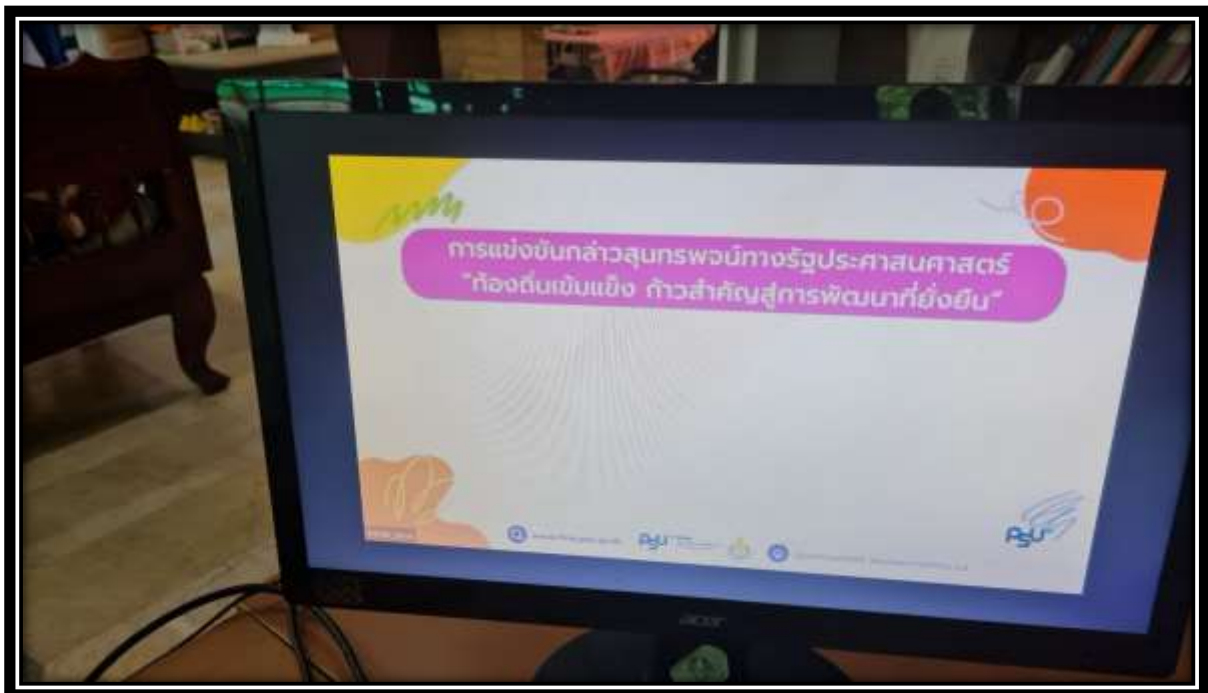 การแข่งขันกล่าวสุนทรพจน์ทางรัฐประศาสนศาสตร์
"ท้องถิ่นเข้มแข็ง ก้าวสำคัญสู่การพัฒนาที่ยั่งยืน"
PSU
PSU
acer